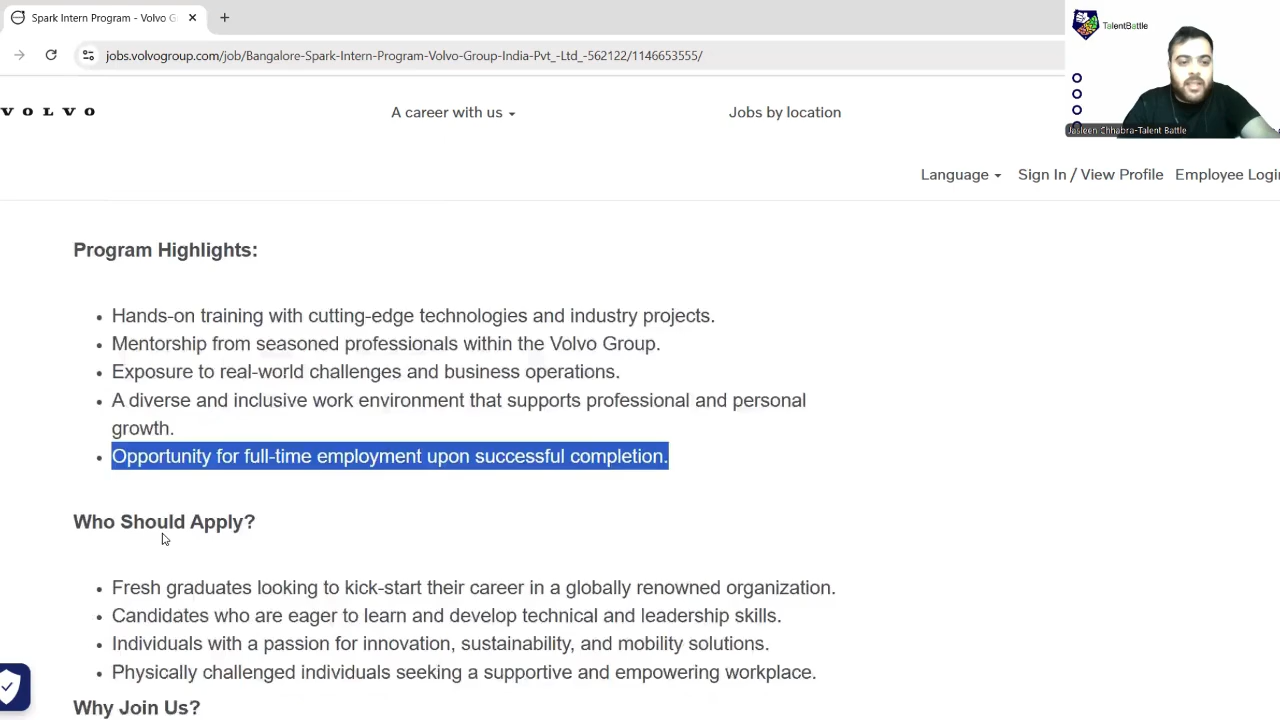 Spark Intern Program - Volvo G
jobs.volvogroup.com/job/Bangalore-Spark-Intern-Program-Volvo-Group-India-Pvt_-Ltd_-562122/1146653555/
TalentBattle
Jasleen Chhabra-Talent Battle
VOLVO
A career with us
Jobs by location
Language
Sign In / View Profile
Employee Logi
Program Highlights:
• Hands-on training with cutting-edge technologies and industry projects.
• Mentorship from seasoned professionals within the Volvo Group.
• Exposure to real-world challenges and business operations.
• A diverse and inclusive work environment that supports professional and personal
growth.
• Opportunity for full-time employment upon successful completion.
Who Should Apply?
• Fresh graduates looking to kick-start their career in a globally renowned organization.
• Candidates who are eager to learn and develop technical and leadership skills.
• Individuals with a passion for innovation, sustainability, and mobility solutions.
• Physically challenged individuals seeking a supportive and empowering workplace.
Why Join Us?